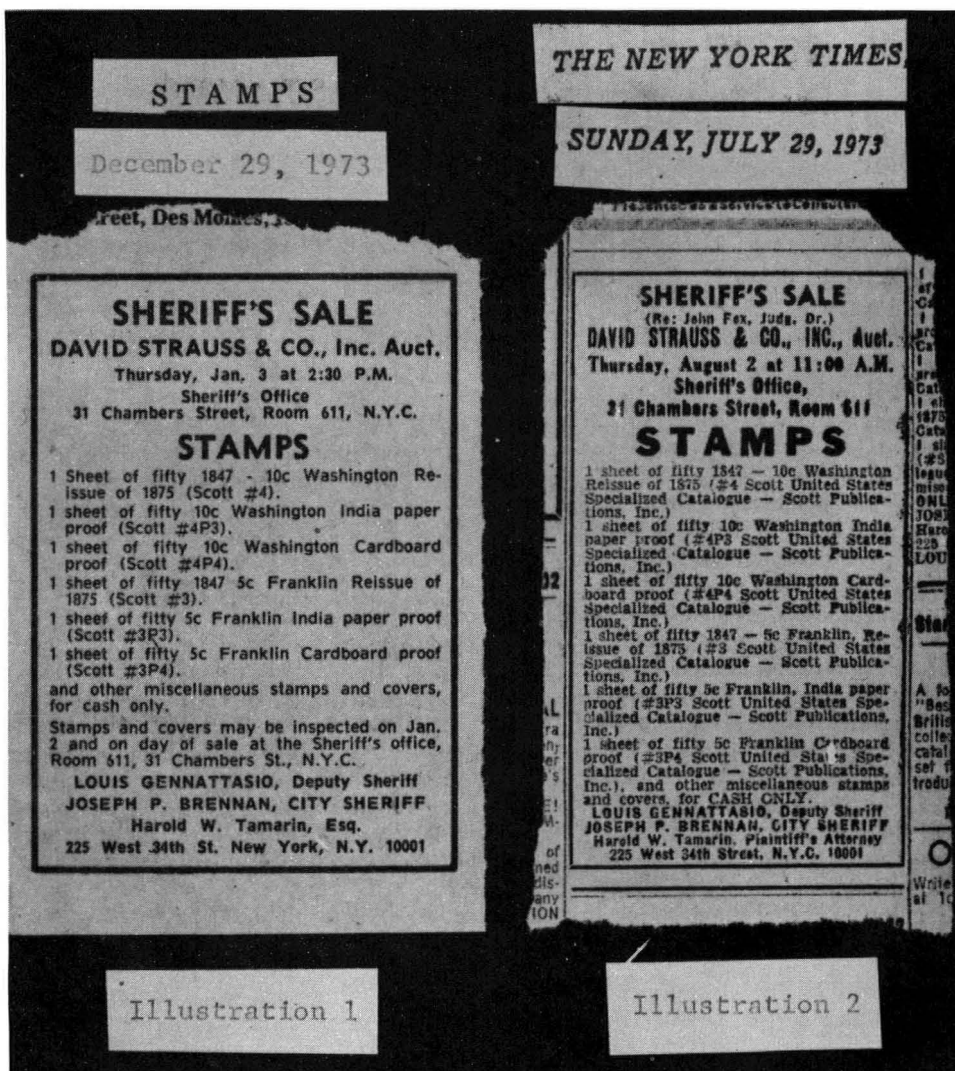 STAMPS
December 29, 1973
reet, Des Moines,
SHERIFF'S SALE
DAVID STRAUSS & CO., Inc. Auct.
Thursday, Jan. 3 at 2:30 P.M.
Sheriff's Office
31 Chambers Street, Room 611, N.Y.C.
STAMPS
1 Sheet of fifty 1847 - 10c Washington Re-
issue of 1875 (Scott #4).
1 sheet of fifty 10c Washington India paper
proof (Scott #4P3).
1 sheet of fifty 10c Washington Cardboard
proof (Scott #4P4).
1 sheet of fifty 1847 5c Franklin Reissue of
1875 (Scott #3).
1 sheet of fifty 5c Franklin India paper proof
(Scott #3P3).
1 sheet of fifty 5c Franklin Cardboard proof
(Scott #3P4).
and other miscellaneous stamps and covers,
for cash only.
Stamps and covers may be inspected on Jan.
2 and on day of sale at the Sheriff's office,
Room 611, 31 Chambers St., N.Y.C.
LOUIS GENNATTASIO, Deputy Sheriff
JOSEPH P. BRENNAN, CITY SHERIFF
Harold W. Tamarin, Esq.
225 West 34th St. New York, N.Y. 10001
Illustration 1
THE NEW YORK TIMES,
SUNDAY, JULY 29, 1973
Presented as a Service to Collectors
SHERIFF'S SALE
(Re: John Fox, Judg. Dr.)
DAVID STRAUSS & CO., INC., Auct.
Thursday, August 2 at 11:00 A.M.
Sheriff's Office,
31 Chambers Street, Room 611
STAMPS
1 sheet of fifty 1847 — 10c Washington
Reissue of 1875 (#4 Scott United States
Specialized Catalogue — Scott Publica-
tions, Inc.)
1 sheet of fifty 10c Washington India
paper proof (#4P3 Scott United States
Specialized Catalogue — Scott Publica-
tions, Inc.)
1 sheet of fifty 10c Washington Card-
board proof (#4P4 Scott United States
Specialized Catalogue — Scott Publica-
tions, Inc.)
1 sheet of fifty 1847 — 5c Franklin, Re-
issue of 1875 (#3 Scott United States
Specialized Catalogue — Scott Publica-
tions, Inc.)
1 sheet of fifty 5c Franklin, India paper
proof (#3P3 Scott United States Spe-
cialized Catalogue — Scott Publications,
Inc.)
1 sheet of fifty 5c Franklin Cardboard
proof (#3P4 Scott United States Spe-
cialized Catalogue — Scott Publications,
Inc.), and other miscellaneous stamps
and covers, for CASH ONLY.
LOUIS GENNATTASIO, Deputy Sheriff
JOSEPH P. BRENNAN, CITY SHERIFF
Harold W. Tamarin, Plaintiff's Attorney
225 West 34th Street, N.Y.C. 10001
Illustration 2